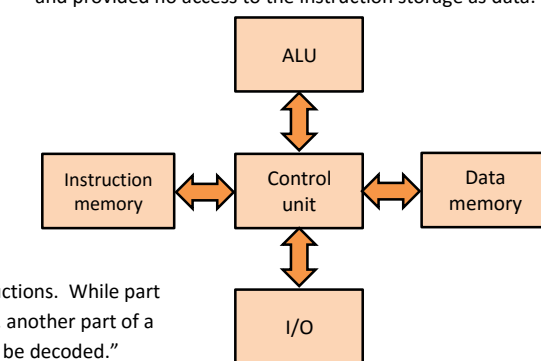 and provided no access to the instruction storage as data.
ALU
Instruction
memory
Control
unit
Data
memory
uctions. While part
another part of a
be decoded.”
I/O